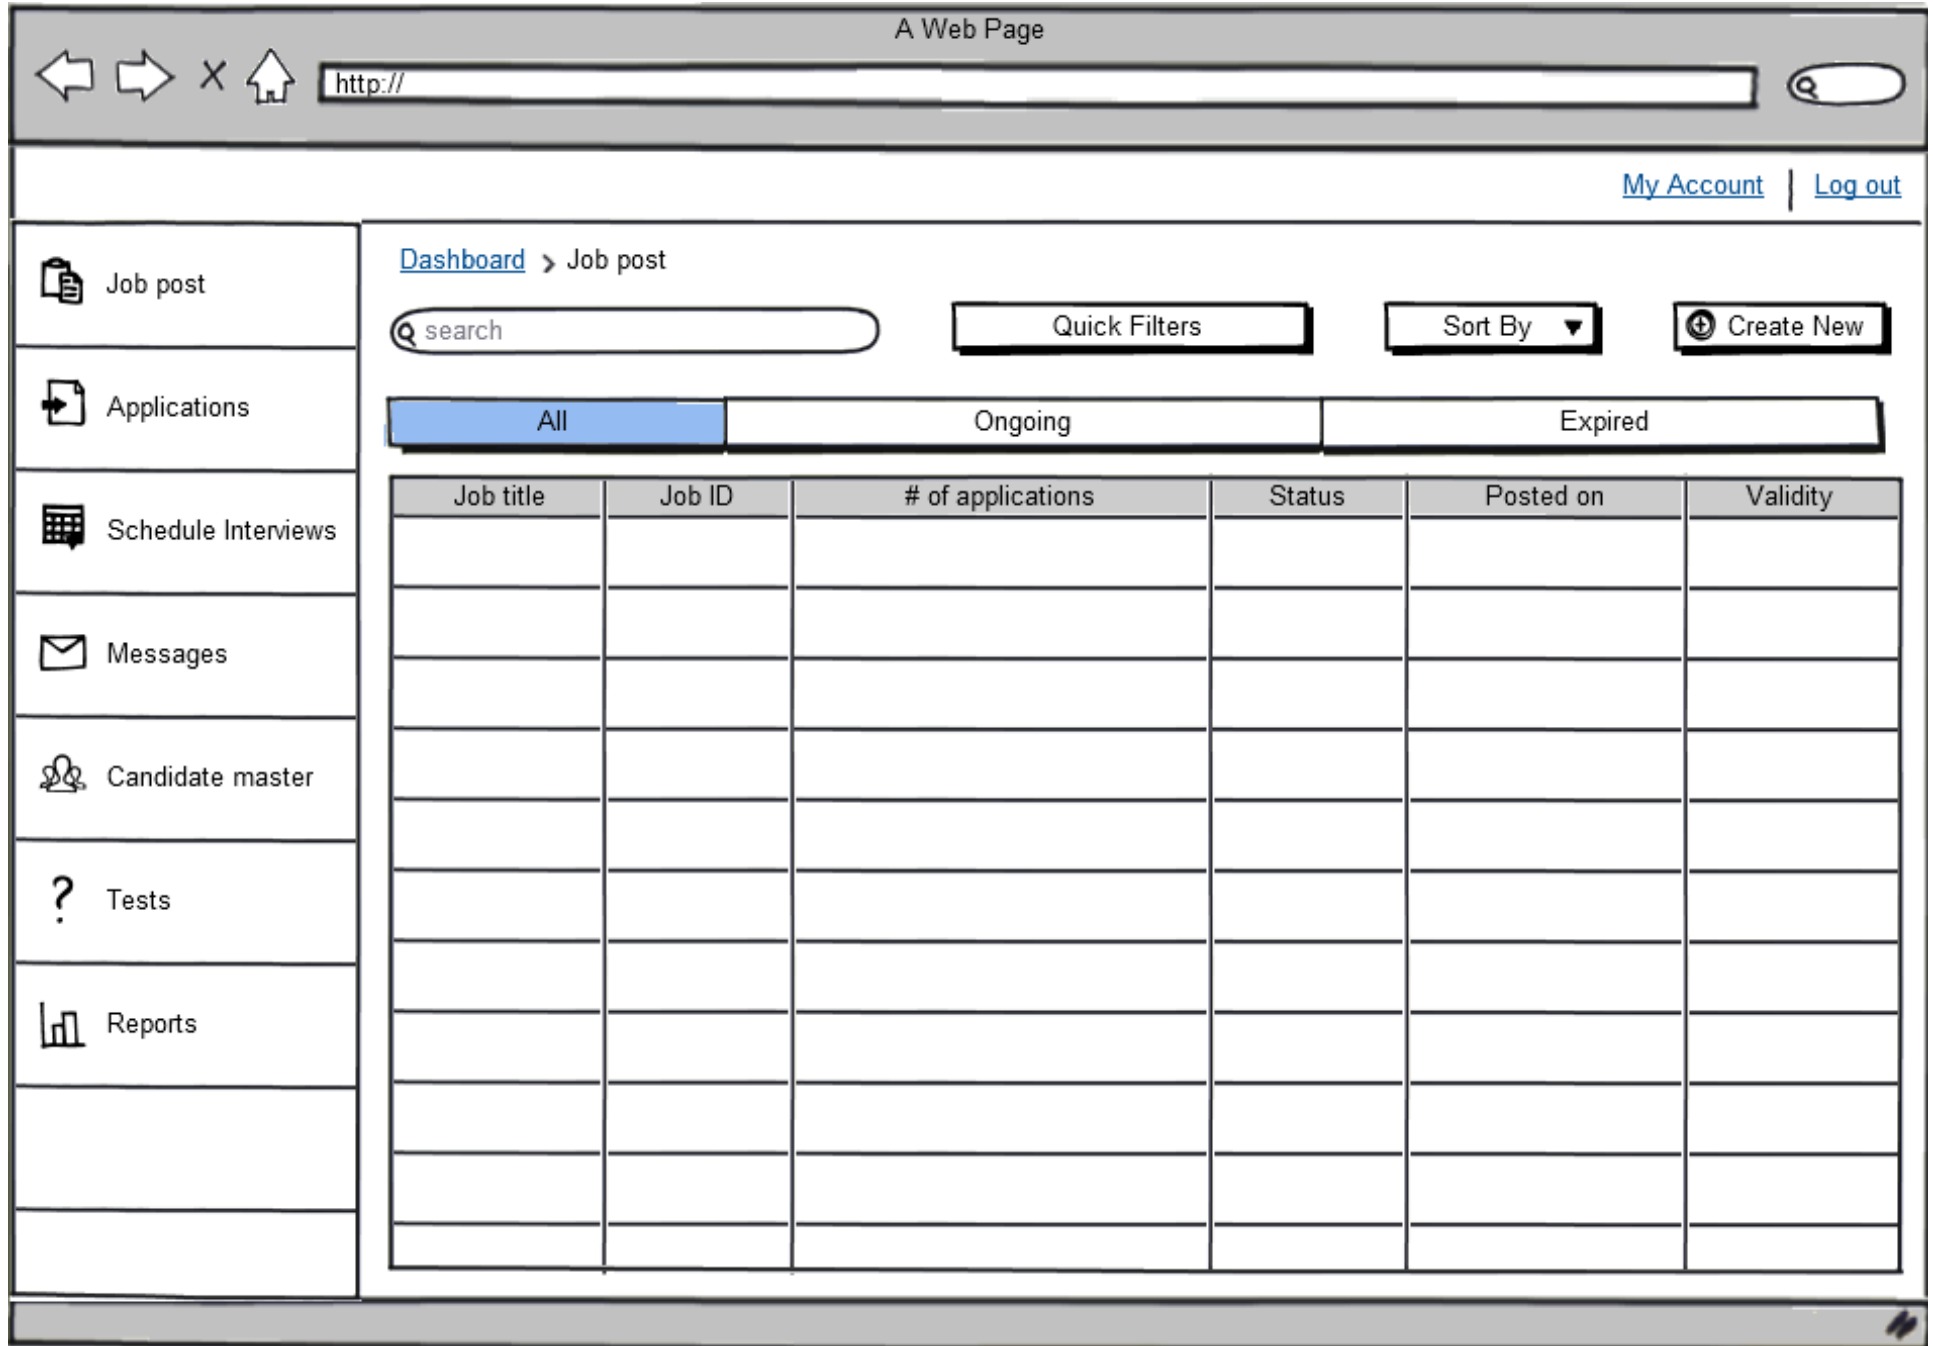 A Web Page
http://
My Account Log out
Job post
Applications
Schedule Interviews
Messages
Candidate master
Tests
Reports
Dashboard > Job post
search Quick Filters Sort By Create New
All Ongoing Expired
Job title Job ID # of applications Status Posted on Validity